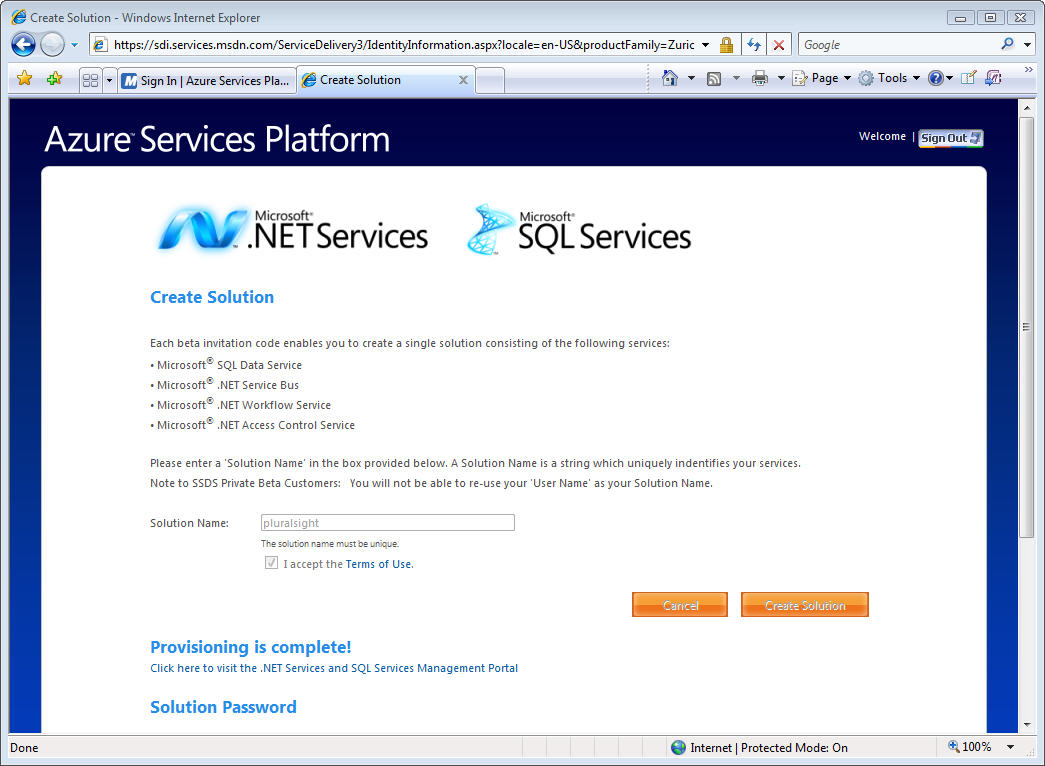 Create Solution - Windows Internet Explorer
https://sdi.services.msdn.com/ServiceDelivery3/IdentityInformation.aspx?locale=en-US&productFamily=Zuric
Google
Sign In | Azure Services Pla...
Create Solution
Page
Tools
Azure™ Services Platform
Welcome | Sign Out
Microsoft®
.NET Services™
Microsoft®
SQL Services™
Create Solution
Each beta invitation code enables you to create a single solution consisting of the following services:
• Microsoft® SQL Data Service
• Microsoft® .NET Service Bus
• Microsoft® .NET Workflow Service
• Microsoft® .NET Access Control Service
Please enter a 'Solution Name' in the box provided below. A Solution Name is a string which uniquely indentifies your services.
Note to SSDS Private Beta Customers: You will not be able to re-use your 'User Name' as your Solution Name.
Solution Name: pluralsight
The solution name must be unique.
I accept the Terms of Use.
Cancel
Create Solution
Provisioning is complete!
Click here to visit the .NET Services and SQL Services Management Portal
Solution Password
Done
Internet | Protected Mode: On
100%